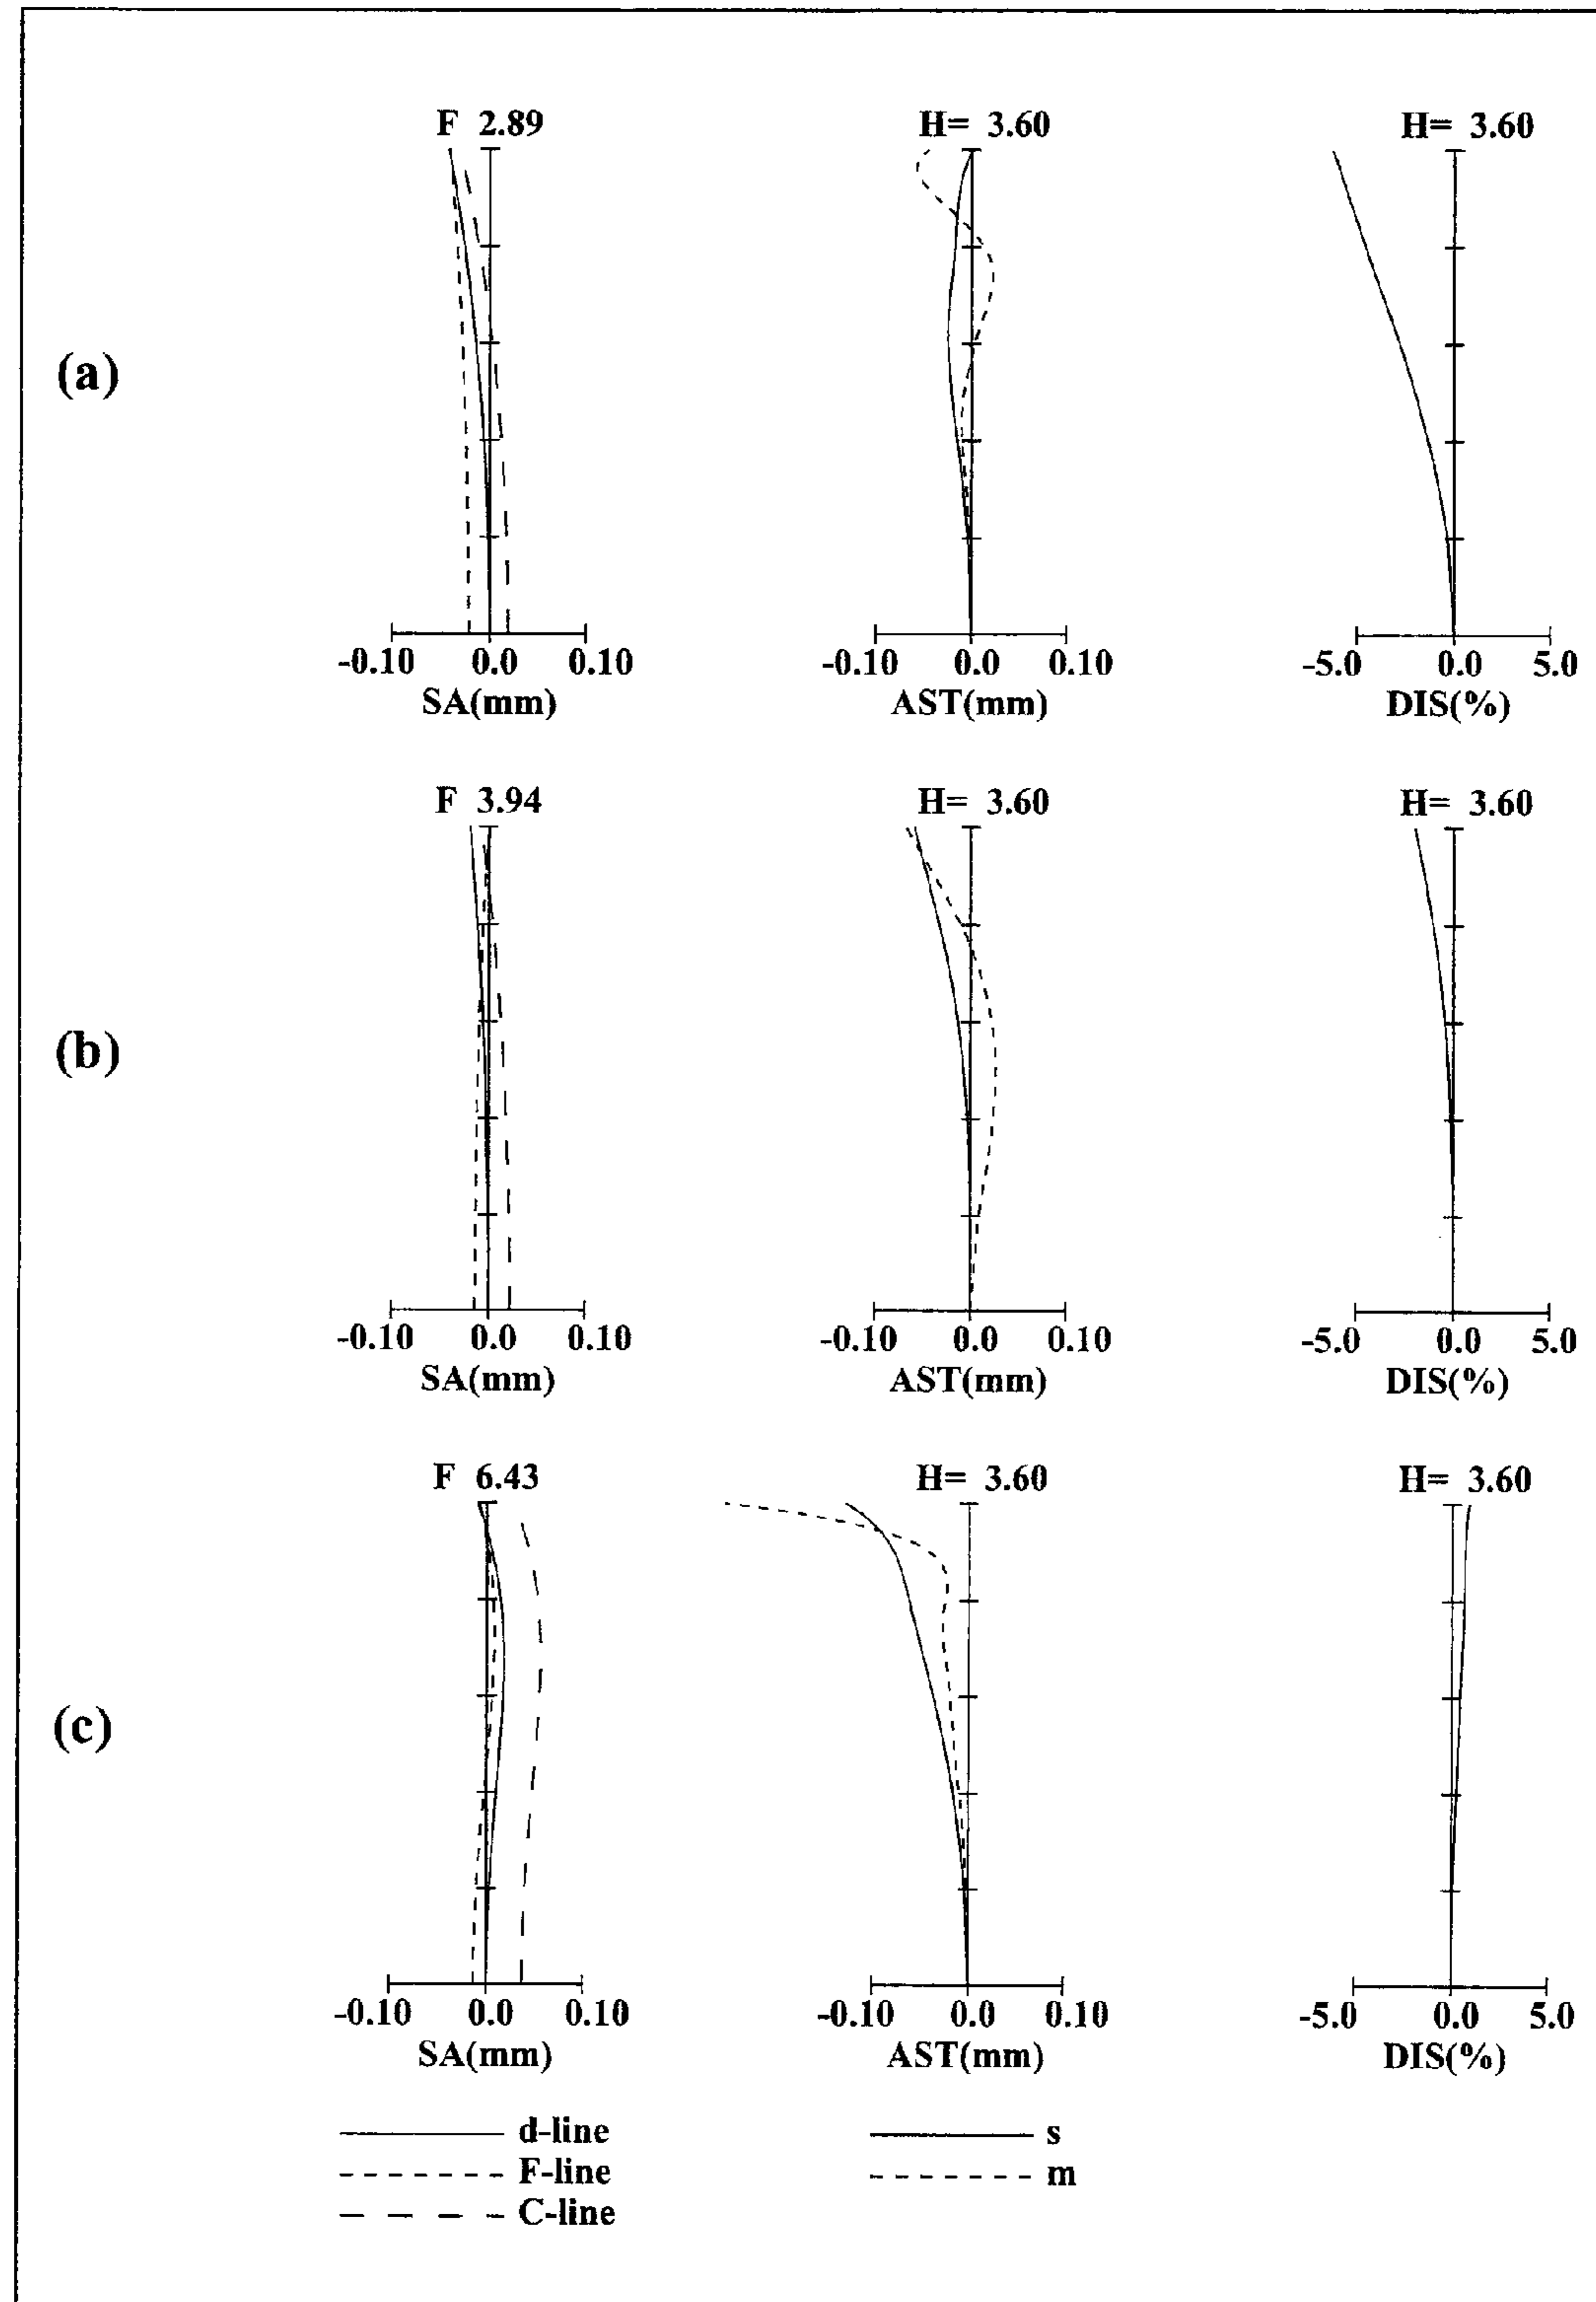 F 2.89
H= 3.60
H= 3.60
(a)
-0.10 0.0 0.10
SA(mm)
-0.10 0.0 0.10
AST(mm)
-5.0 0.0 5.0
DIS(%)
F 3.94
H= 3.60
H= 3.60
(b)
-0.10 0.0 0.10
SA(mm)
-0.10 0.0 0.10
AST(mm)
-5.0 0.0 5.0
DIS(%)
F 6.43
H= 3.60
H= 3.60
(c)
-0.10 0.0 0.10
SA(mm)
-0.10 0.0 0.10
AST(mm)
-5.0 0.0 5.0
DIS(%)
d-line
F-line
C-line
s
m